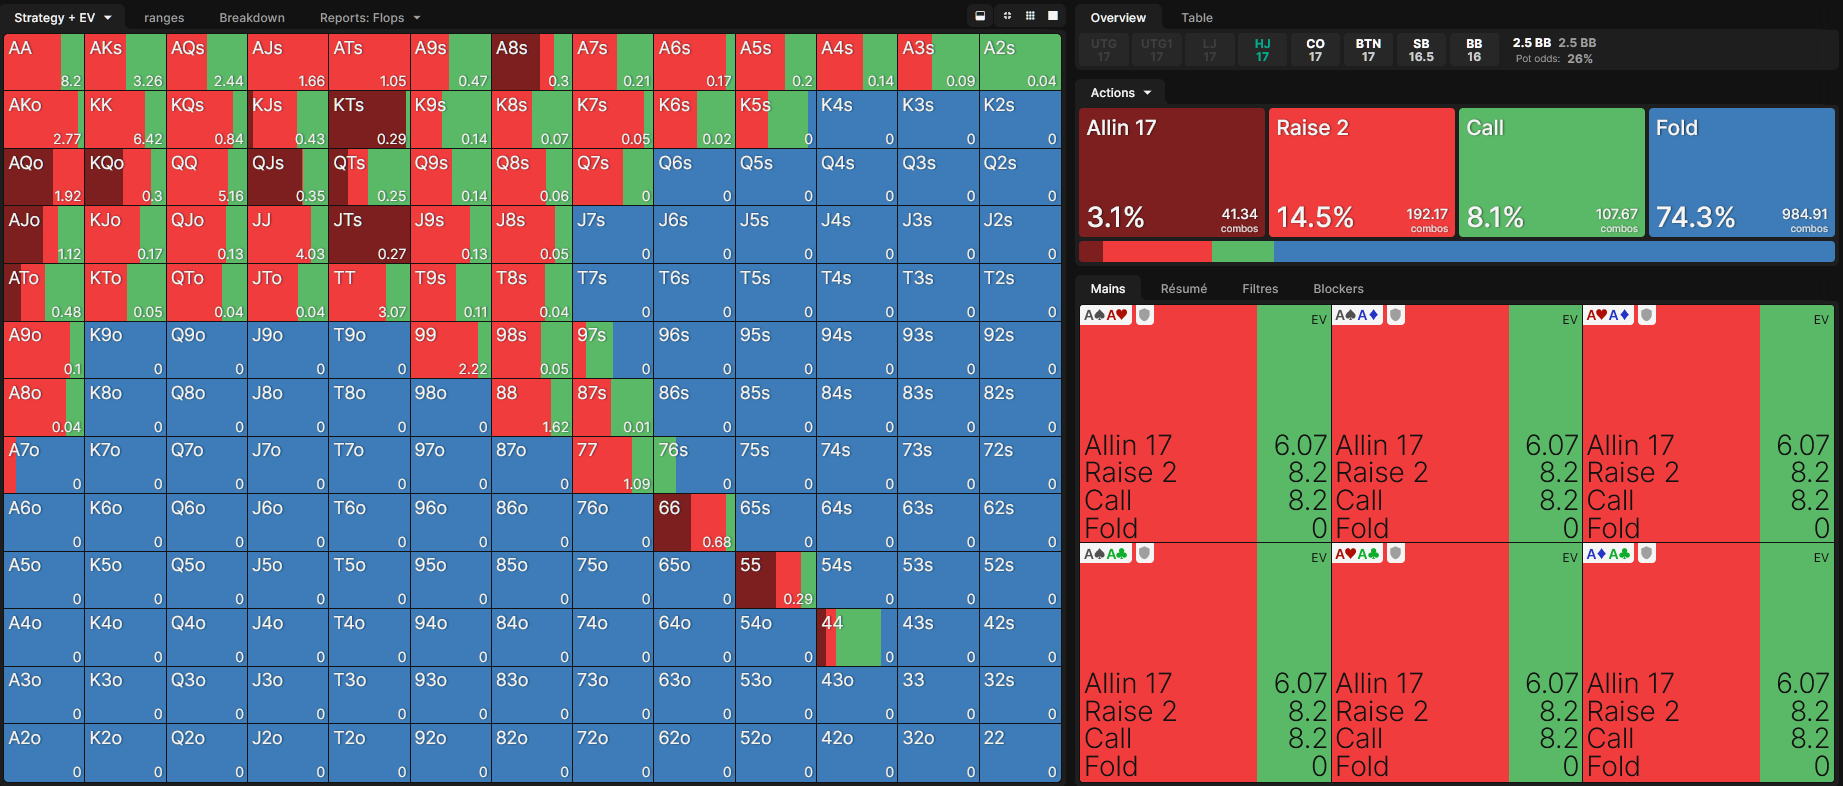 Strategy + EV ranges Breakdown Reports: Flops
AA 8.2 AKs 3.26 AQs 2.44 AJs 1.66 ATs 1.05 A9s 0.47 A8s 0.3 A7s 0.21 A6s 0.17 A5s 0.2 A4s 0.14 A3s 0.09 A2s 0.04
AKo 2.77 KK 6.42 KQs 0.84 KJs 0.43 KTs 0.29 K9s 0.14 K8s 0.07 K7s 0.05 K6s 0.02 K5s 0 K4s 0 K3s 0 K2s 0
AQo 1.92 KQo 0.3 QQ 5.16 QJs 0.35 QTs 0.25 Q9s 0.14 Q8s 0.06 Q7s 0 Q6s 0 Q5s 0 Q4s 0 Q3s 0 Q2s 0
AJo 1.12 KJo 0.17 QJo 0.13 JJ 4.03 JTs 0.27 J9s 0.13 J8s 0.05 J7s 0 J6s 0 J5s 0 J4s 0 J3s 0 J2s 0
ATo 0.48 KTo 0.05 QTo 0.04 JTo 0.04 TT 3.07 T9s 0.11 T8s 0.04 T7s 0 T6s 0 T5s 0 T4s 0 T3s 0 T2s 0
A9o 0.1 K9o 0 Q9o 0 J9o 0 T9o 0 99 2.22 98s 0.05 97s 0 96s 0 95s 0 94s 0 93s 0 92s 0
A8o 0.04 K8o 0 Q8o 0 J8o 0 T8o 0 98o 0 88 1.62 87s 0.01 86s 0 85s 0 84s 0 83s 0 82s 0
A7o 0 K7o 0 Q7o 0 J7o 0 T7o 0 97o 0 87o 0 77 1.09 76s 0 75s 0 74s 0 73s 0 72s 0
A6o 0 K6o 0 Q6o 0 J6o 0 T6o 0 96o 0 86o 0 76o 0 66 0.68 65s 0 64s 0 63s 0 62s 0
A5o 0 K5o 0 Q5o 0 J5o 0 T5o 0 95o 0 85o 0 75o 0 65o 0 55 0.29 54s 0 53s 0 52s 0
A4o 0 K4o 0 Q4o 0 J4o 0 T4o 0 94o 0 84o 0 74o 0 64o 0 54o 0 44 0 43s 0 42s 0
A3o 0 K3o 0 Q3o 0 J3o 0 T3o 0 93o 0 83o 0 73o 0 63o 0 53o 0 43o 0 33 0 32s 0
A2o 0 K2o 0 Q2o 0 J2o 0 T2o 0 92o 0 82o 0 72o 0 62o 0 52o 0 42o 0 32o 0 22 0
Overview Table
UTG UTG1 LJ HJ CO BTN SB BB 2.5 BB 2.5 BB
17 17 17 17 17 17 16.5 16 Pot odds: 26%
Actions
Allin 17 Raise 2 Call Fold
3.1% 41.34 combos 14.5% 192.17 combos 8.1% 107.67 combos 74.3% 984.91 combos
Mains Résumé Filtres Blockers
A♠A♥ EV A♠A♦ EV A♥A♦ EV
Allin 17 6.07 Allin 17 6.07 Allin 17 6.07
Raise 2 8.2 Raise 2 8.2 Raise 2 8.2
Call 8.2 Call 8.2 Call 8.2
Fold 0 Fold 0 Fold 0
A♠A♣ EV A♥A♣ EV A♦A♣ EV
Allin 17 6.07 Allin 17 6.07 Allin 17 6.07
Raise 2 8.2 Raise 2 8.2 Raise 2 8.2
Call 8.2 Call 8.2 Call 8.2
Fold 0 Fold 0 Fold 0